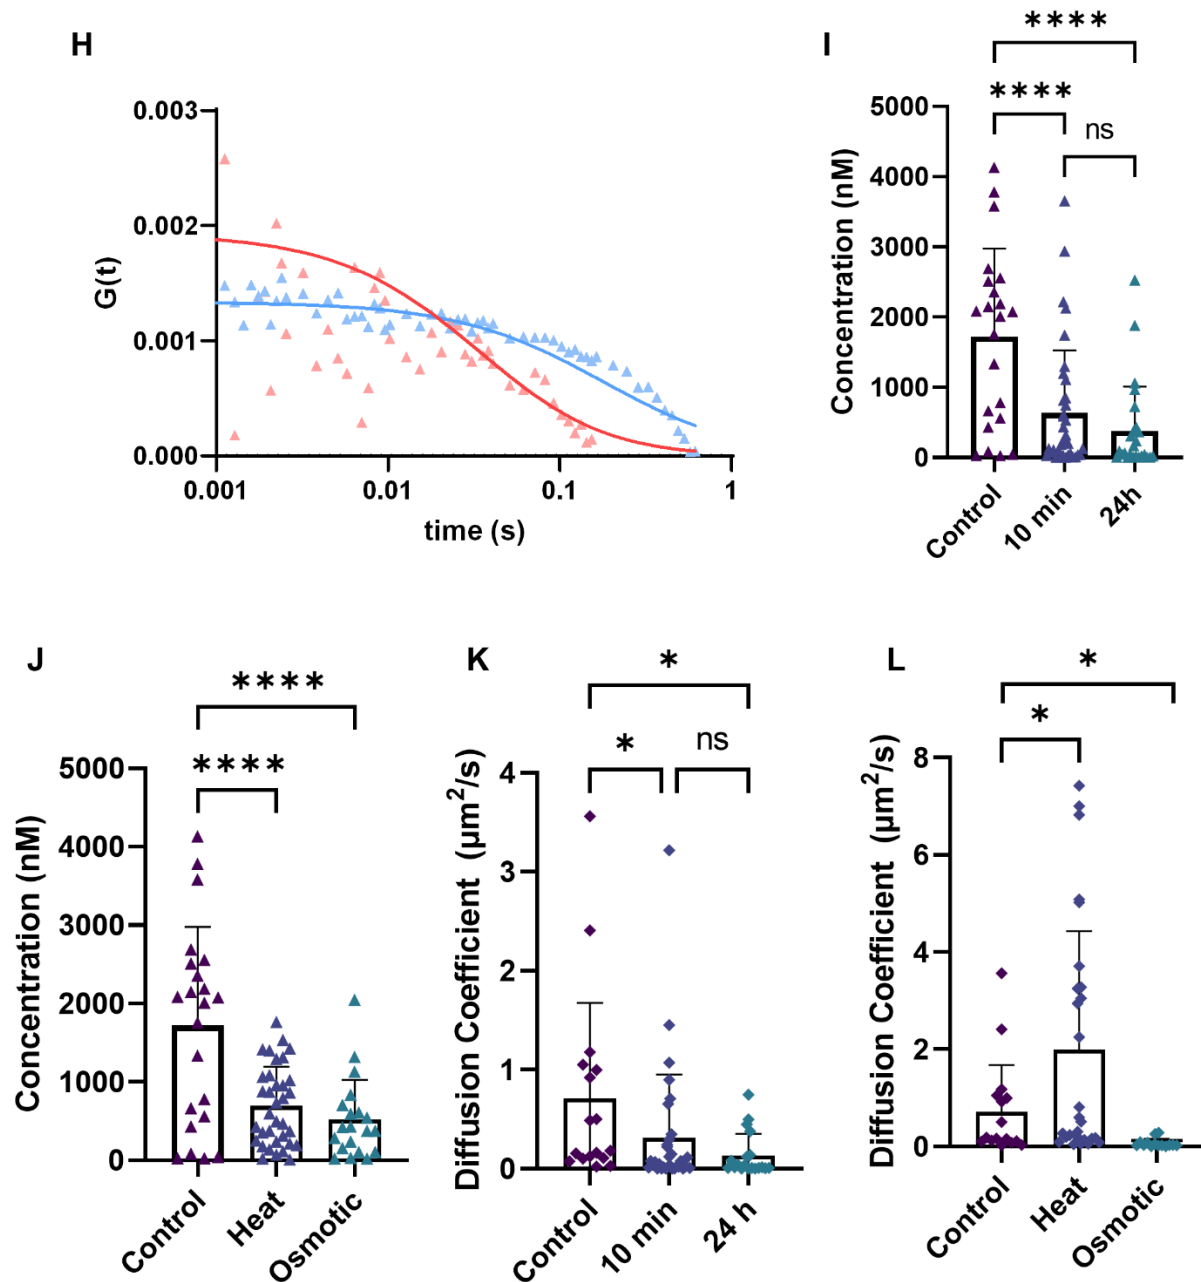 H
0.003
0.002
0.001
0.000
G(t)
0.001
0.01
0.1
1
time (s)
I
****
****
ns
5000
4000
3000
2000
1000
0
Concentration (nM)
Control
10 min
24h
J
****
****
5000
4000
3000
2000
1000
0
Concentration (nM)
Control
Heat
Osmotic
K
*
*
ns
4
3
2
1
0
Diffusion Coefficient (µm²/s)
Control
10 min
24 h
L
*
*
8
6
4
2
0
Diffusion Coefficient (µm²/s)
Control
Heat
Osmotic